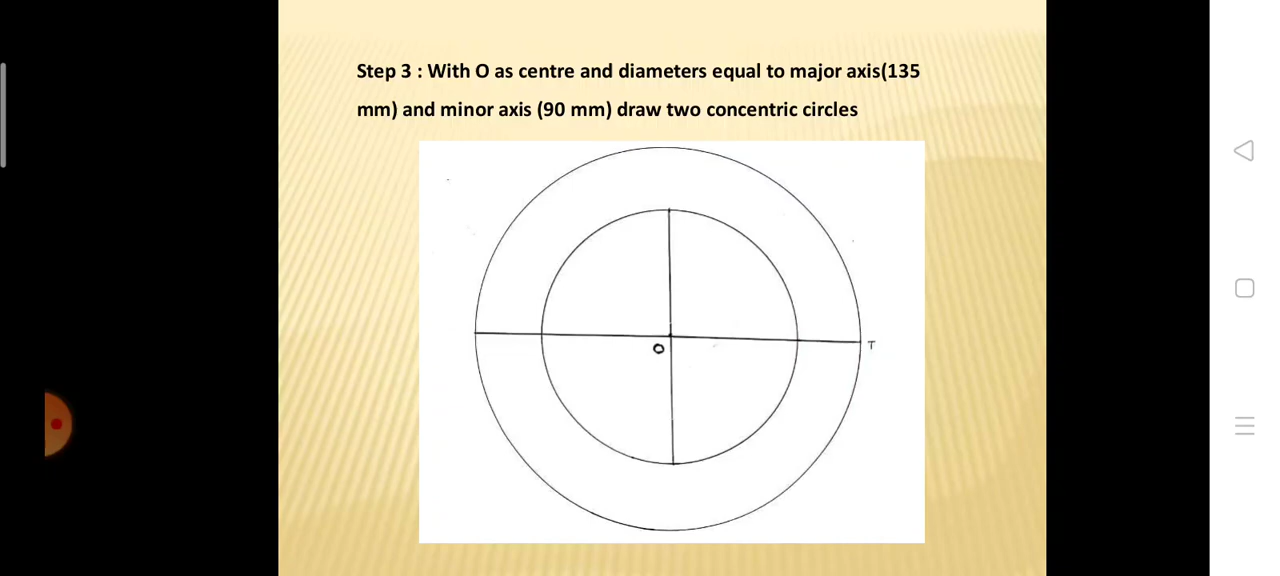 Step 3 : With O as centre and diameters equal to major axis(135
mm) and minor axis (90 mm) draw two concentric circles
O
T